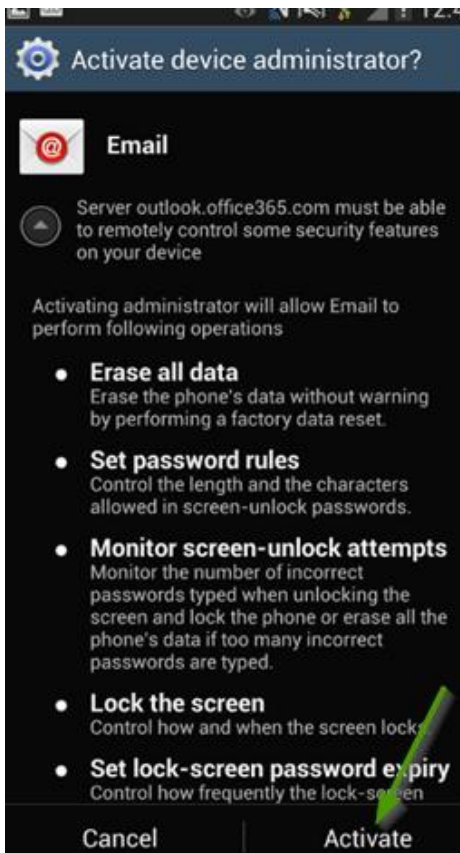 12:4
Activate device administrator?
Email
Server outlook.office365.com must be able
to remotely control some security features
on your device
Activating administrator will allow Email to
perform following operations
Erase all data
Erase the phone's data without warning
by performing a factory data reset.
Set password rules
Control the length and the characters
allowed in screen-unlock passwords.
Monitor screen-unlock attempts
Monitor the number of incorrect
passwords typed when unlocking the
screen and lock the phone or erase all the
phone's data if too many incorrect
passwords are typed.
Lock the screen
Control how and when the screen locks.
Set lock-screen password expiry
Control how frequently the lock-screen
Cancel
Activate